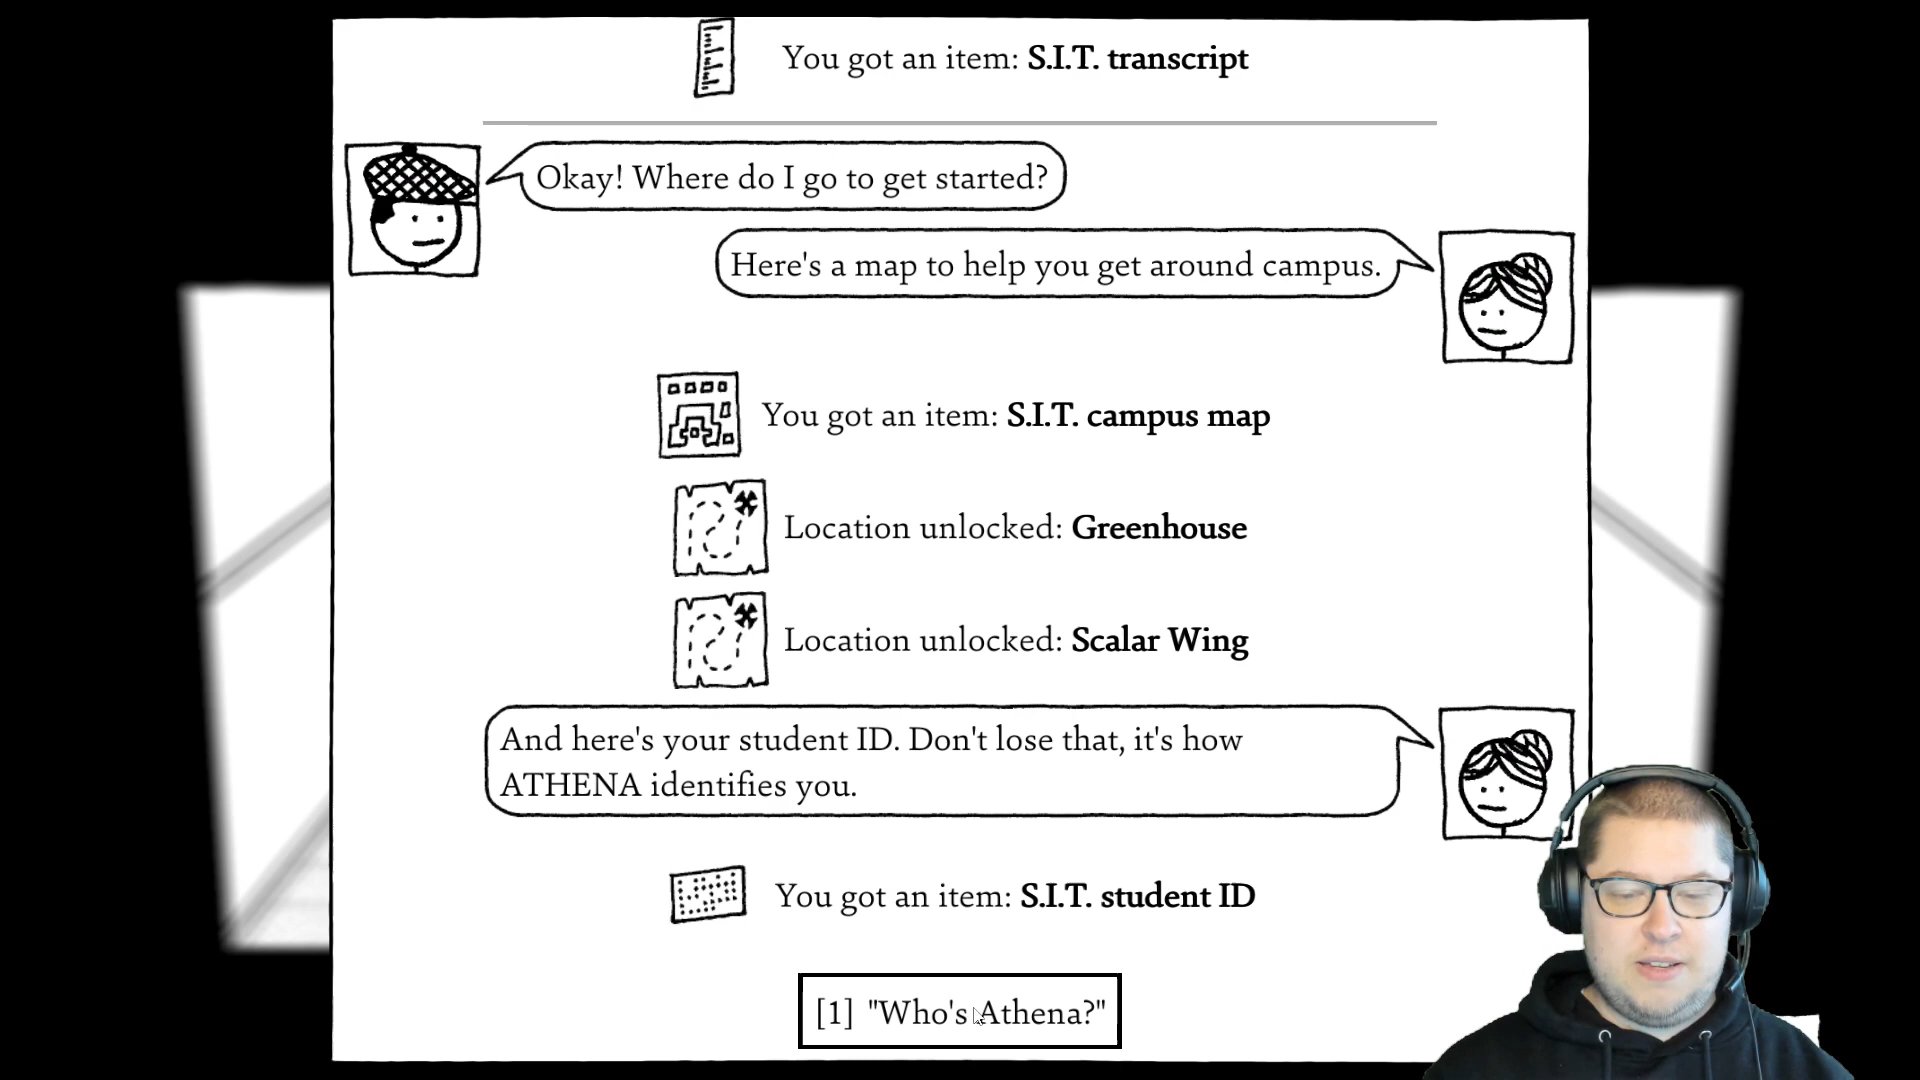 You got an item: S.I.T. transcript
Okay! Where do I go to get started?
Here's a map to help you get around campus.
You got an item: S.I.T. campus map
Location unlocked: Greenhouse
Location unlocked: Scalar Wing
And here's your student ID. Don't lose that, it's how
ATHENA identifies you.
You got an item: S.I.T. student ID
[1] "Who's Athena?"